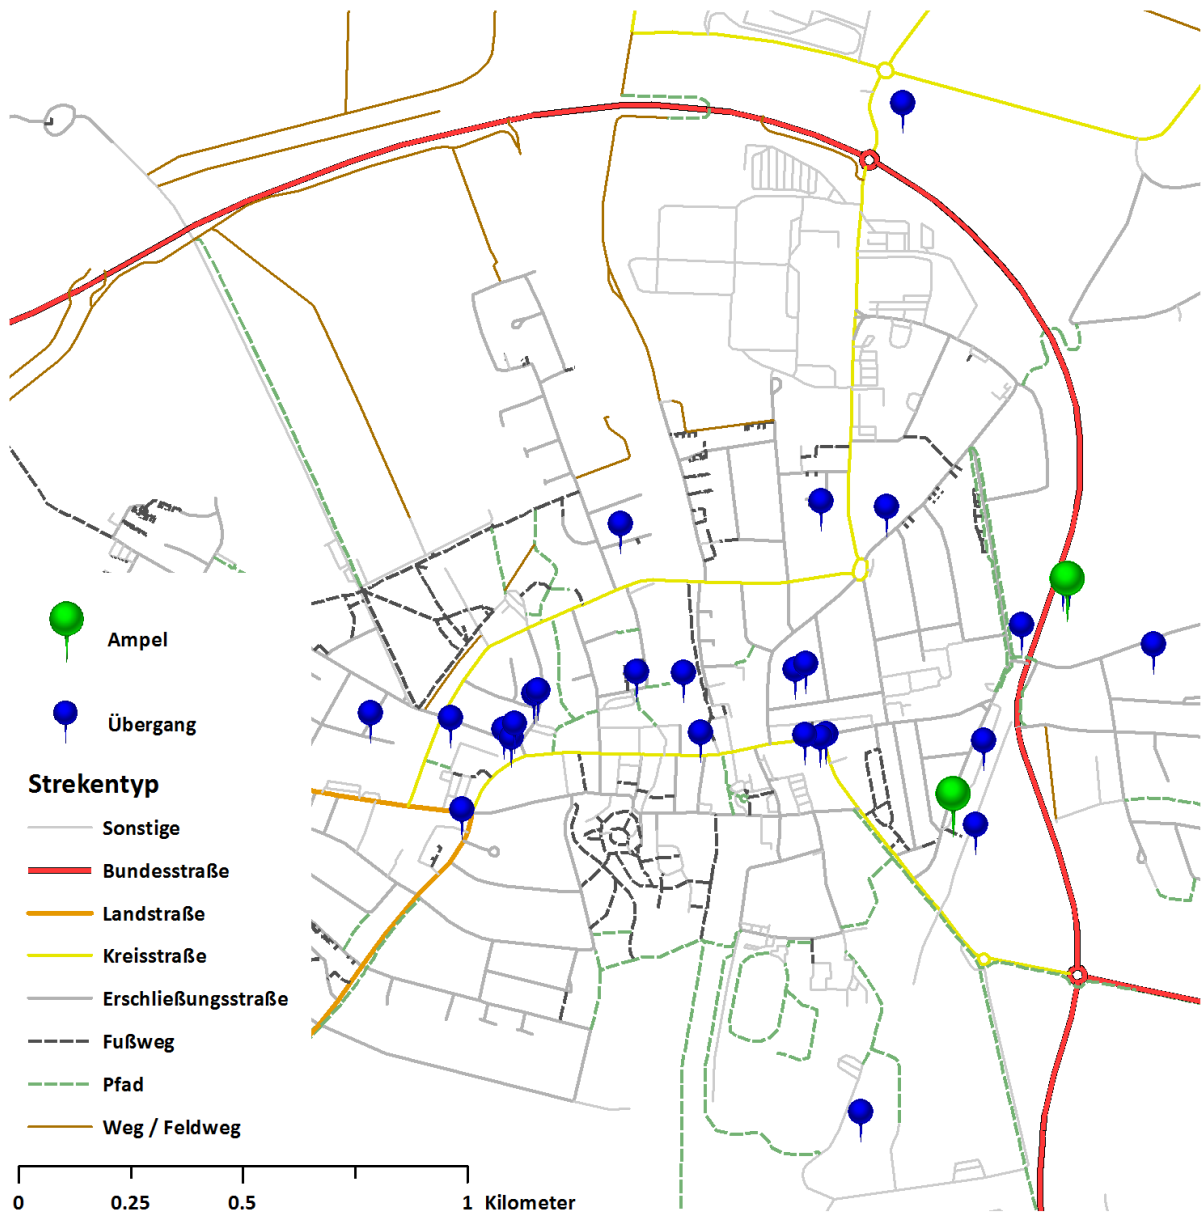 Ampel
Übergang
Strekentyp
Sonstige
Bundesstraße
Landstraße
Kreisstraße
Erschließungsstraße
Fußweg
Pfad
Weg / Feldweg
0 0.25 0.5 1 Kilometer